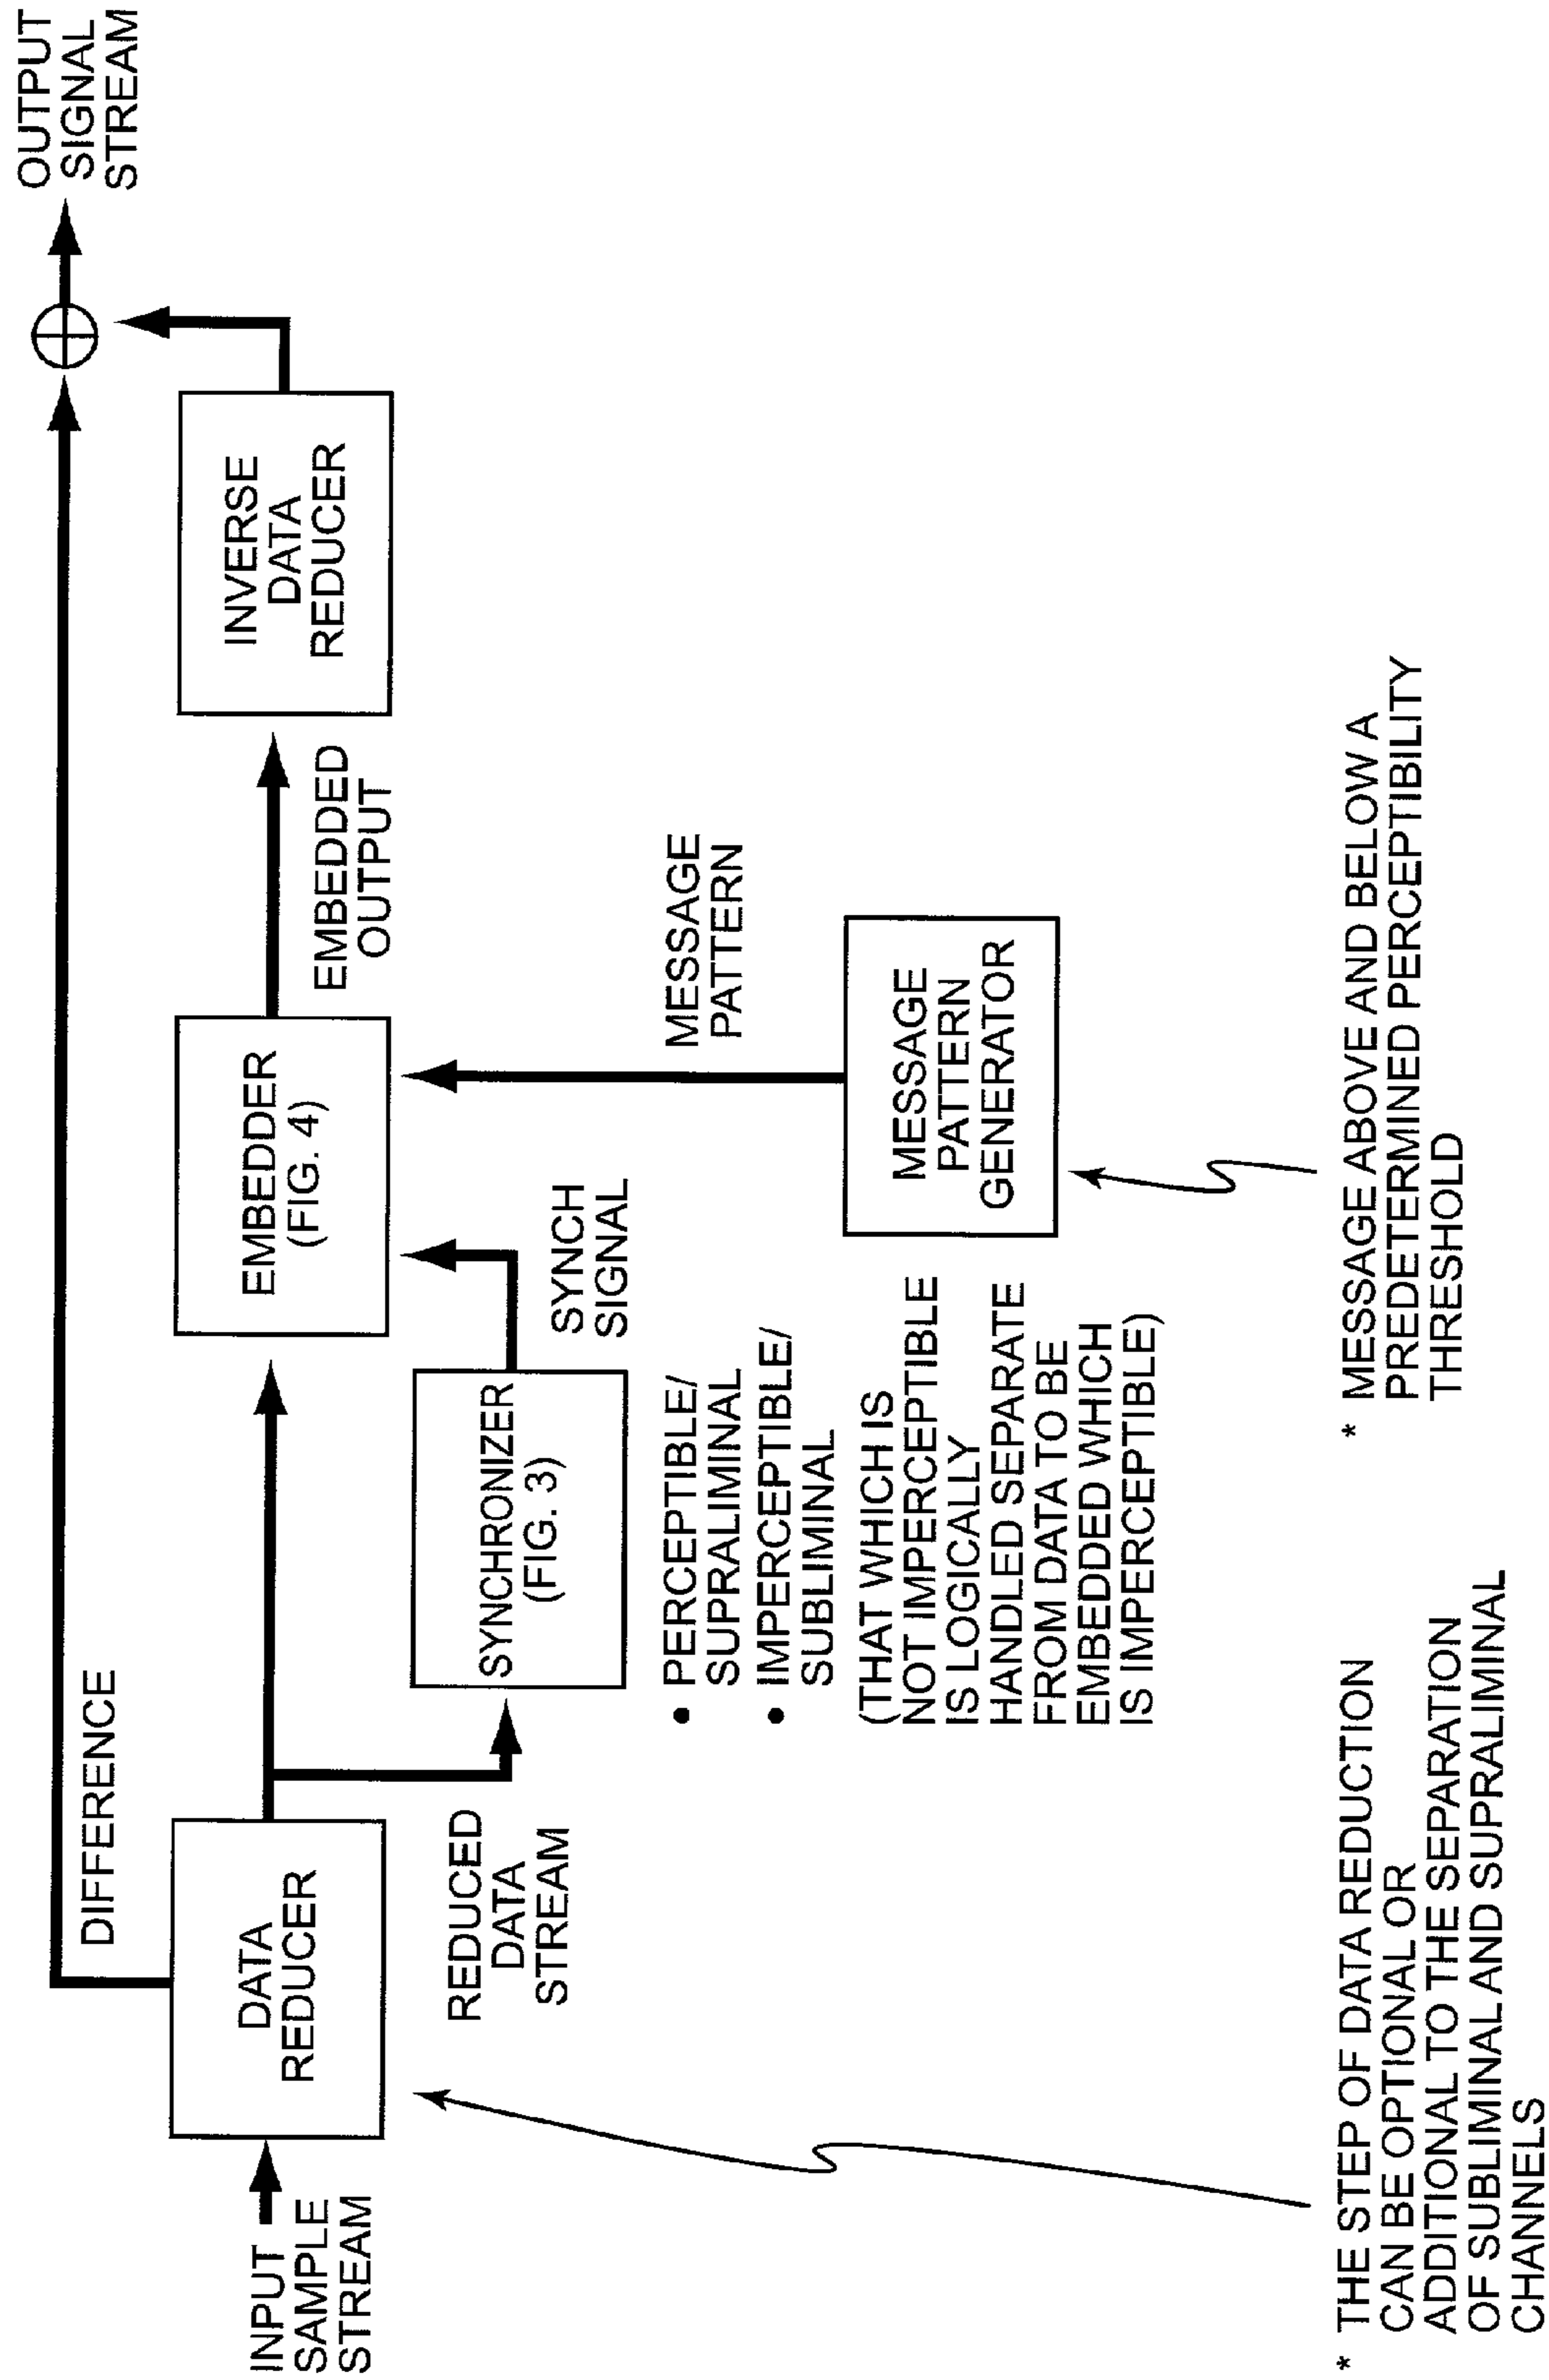 INPUT
SAMPLE
STREAM
DATA
REDUCER
DIFFERENCE
REDUCED
DATA
STREAM
SYNCHRONIZER
(FIG. 3)
SYNCH
SIGNAL
• PERCEPTIBLE/
SUPRALIMINAL
• IMPERCEPTIBLE/
SUBLIMINAL
(THAT WHICH IS
NOT IMPERCEPTIBLE
IS LOGICALLY
HANDLED SEPARATE
FROM DATA TO BE
EMBEDDED WHICH
IS IMPERCEPTIBLE)
EMBEDDER
(FIG. 4)
MESSAGE
PATTERN
MESSAGE
PATTERN
GENERATOR
EMBEDDED
OUTPUT
INVERSE
DATA
REDUCER
OUTPUT
SIGNAL
STREAM
* THE STEP OF DATA REDUCTION
CAN BE OPTIONAL OR
ADDITIONAL TO THE SEPARATION
OF SUBLIMINAL AND SUPRALIMINAL
CHANNELS
* MESSAGE ABOVE AND BELOW A
PREDETERMINED PERCEPTIBILITY
THRESHOLD